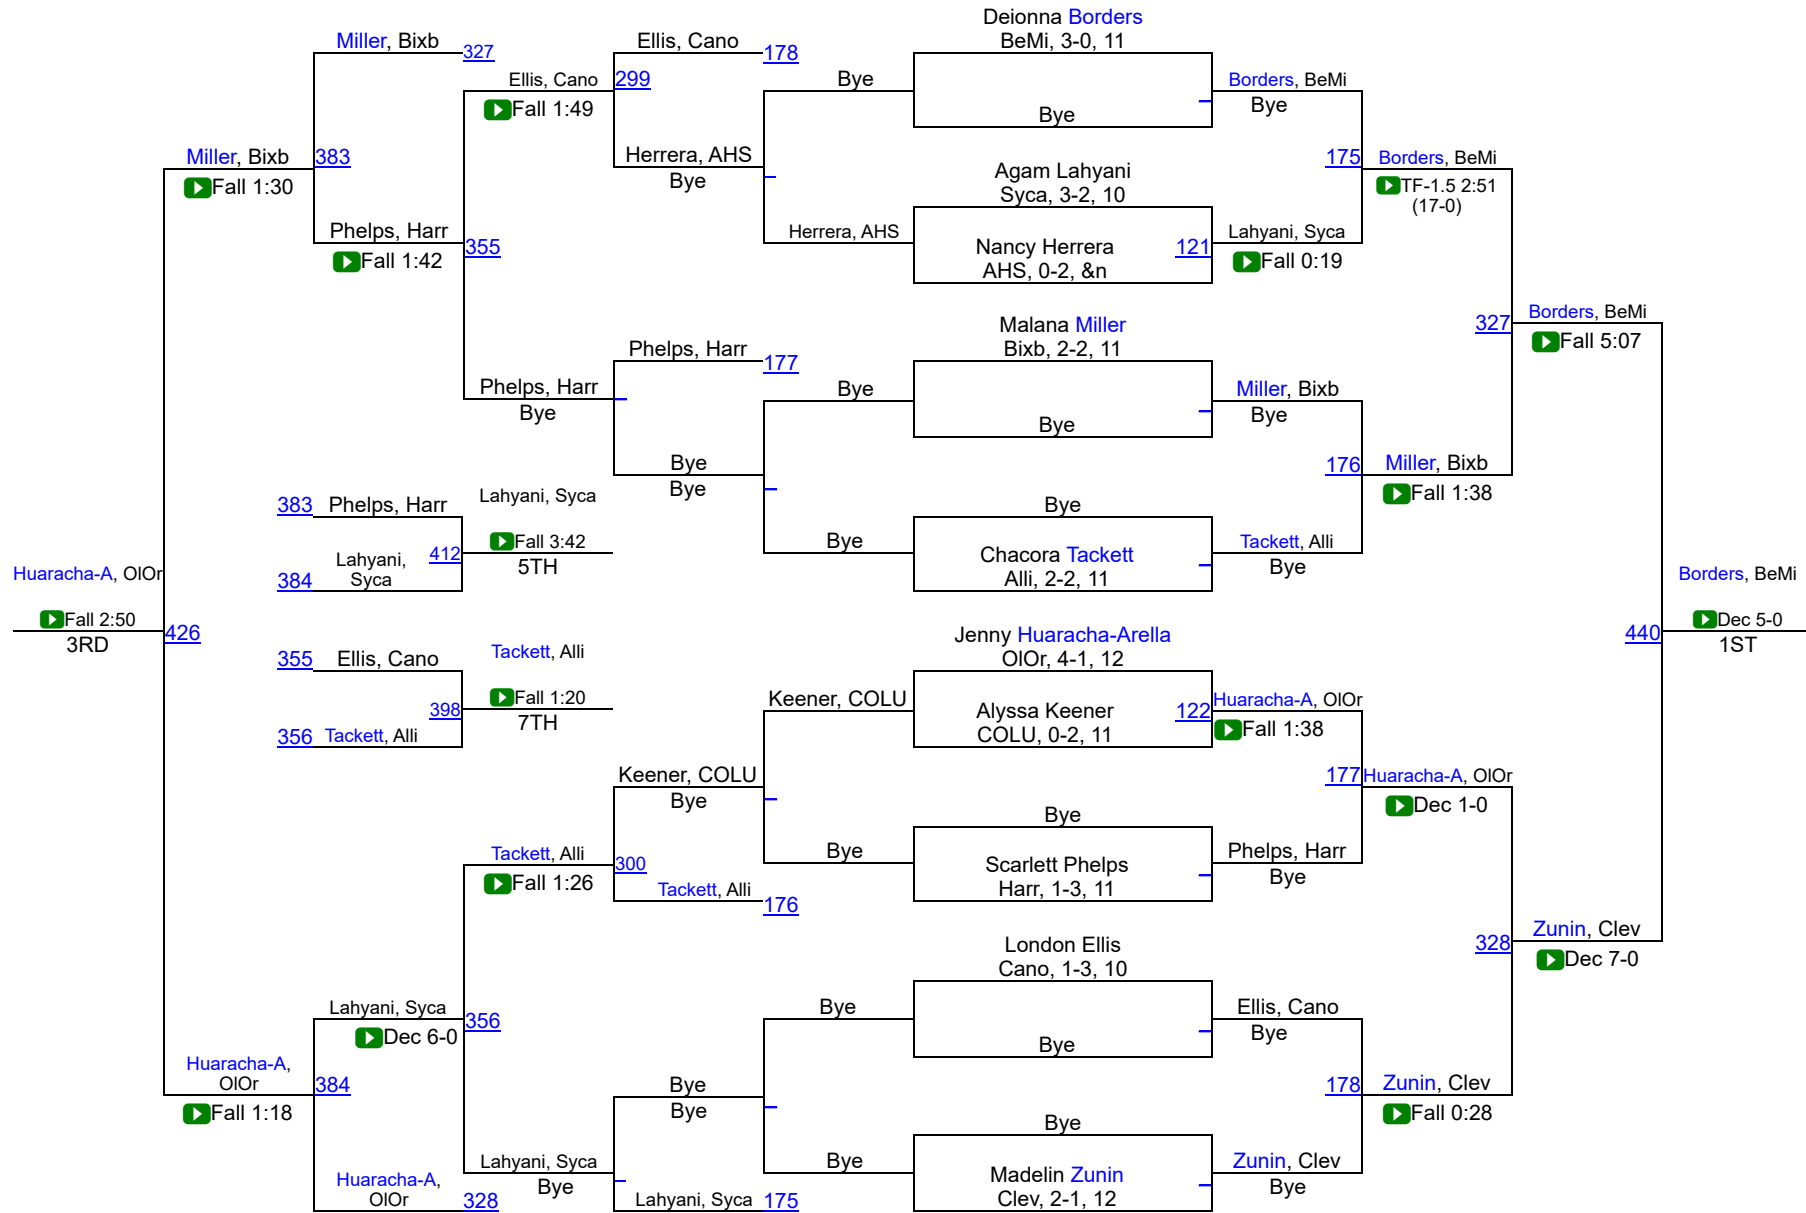 Deionna Borders
BeMi, 3-0, 11
Miller, Bixb
327
Ellis, Cano
178
Ellis, Cano
299
Bye
Borders, BeMi
Fall 1:49
Bye
Bye
Miller, Bixb
383
Herrera, AHS
175
Borders, BeMi
Fall 1:30
Bye
Agam Lahyani
TF-1.5 2:51
Syca, 3-2, 10
(17-0)
Phelps, Harr
355
Herrera, AHS
Nancy Herrera
121
Lahyani, Syca
Fall 1:42
AHS, 0-2, &n
Fall 0:19
Malana Miller
327
Borders, BeMi
Phelps, Harr
177
Bixb, 2-2, 11
Fall 5:07
Phelps, Harr
Bye
Miller, Bixb
Bye
Bye
Bye
Bye
176
Miller, Bixb
Bye
Fall 1:38
383
Phelps, Harr
Lahyani, Syca
Bye
Lahyani,
Syca
412
Fall 3:42
Bye
Chacora Tackett
Tackett, Alli
384
5TH
Alli, 2-2, 11
Bye
Huaracha-A, OlOr
Borders, BeMi
Fall 2:50
Dec 5-0
3RD
426
440
1ST
Jenny Huaracha-Arella
355
Ellis, Cano
Tackett, Alli
OlOr, 4-1, 12
398
Fall 1:20
Keener, COLU
Alyssa Keener
122
Huaracha-A, OlOr
356
Tackett, Alli
7TH
COLU, 0-2, 11
Fall 1:38
Keener, COLU
177
Huaracha-A, OlOr
Bye
Bye
Dec 1-0
Tackett, Alli
300
Bye
Scarlett Phelps
Phelps, Harr
Fall 1:26
Tackett, Alli
176
Harr, 1-3, 11
Bye
London Ellis
328
Zunin, Clev
Cano, 1-3, 10
Dec 7-0
Lahyani, Syca
356
Bye
Ellis, Cano
Dec 6-0
Bye
Bye
Huaracha-A,
OlOr
384
Bye
178
Zunin, Clev
Fall 1:18
Bye
Bye
Fall 0:28
Huaracha-A,
OlOr
328
Lahyani, Syca
Bye
Madelin Zunin
Zunin, Clev
Bye
Lahyani, Syca
175
Clev, 2-1, 12
Bye